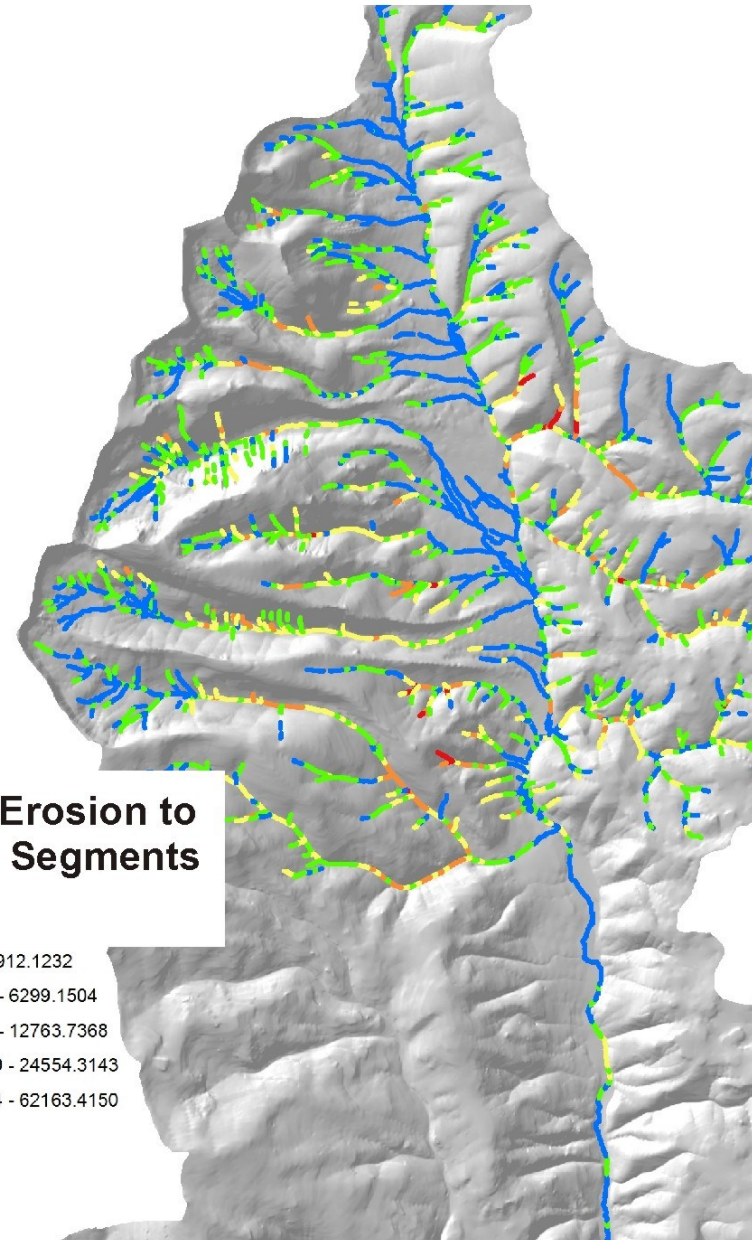 Erosion to
Segments
912.1232
- 6299.1504
- 12763.7368
- 24554.3143
- 62163.4150